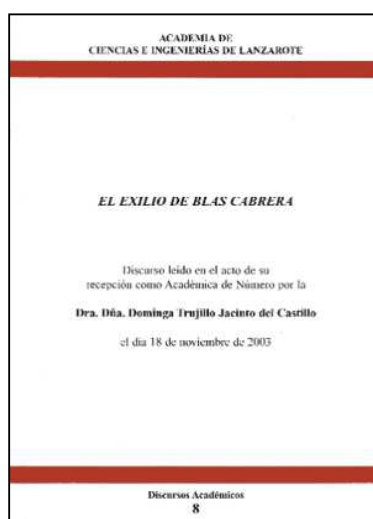 ACADEMIA DE
CIENCIAS E INGENIERÍAS DE LANZAROTE
EL EXILIO DE BLAS CABRERA
Discurso leído en el acto de su
recepción como Académica de Número por la
Dra. Dña. Dominga Trujillo Jacinto del Castillo
el día 18 de noviembre de 2003
Discursos Académicos
8